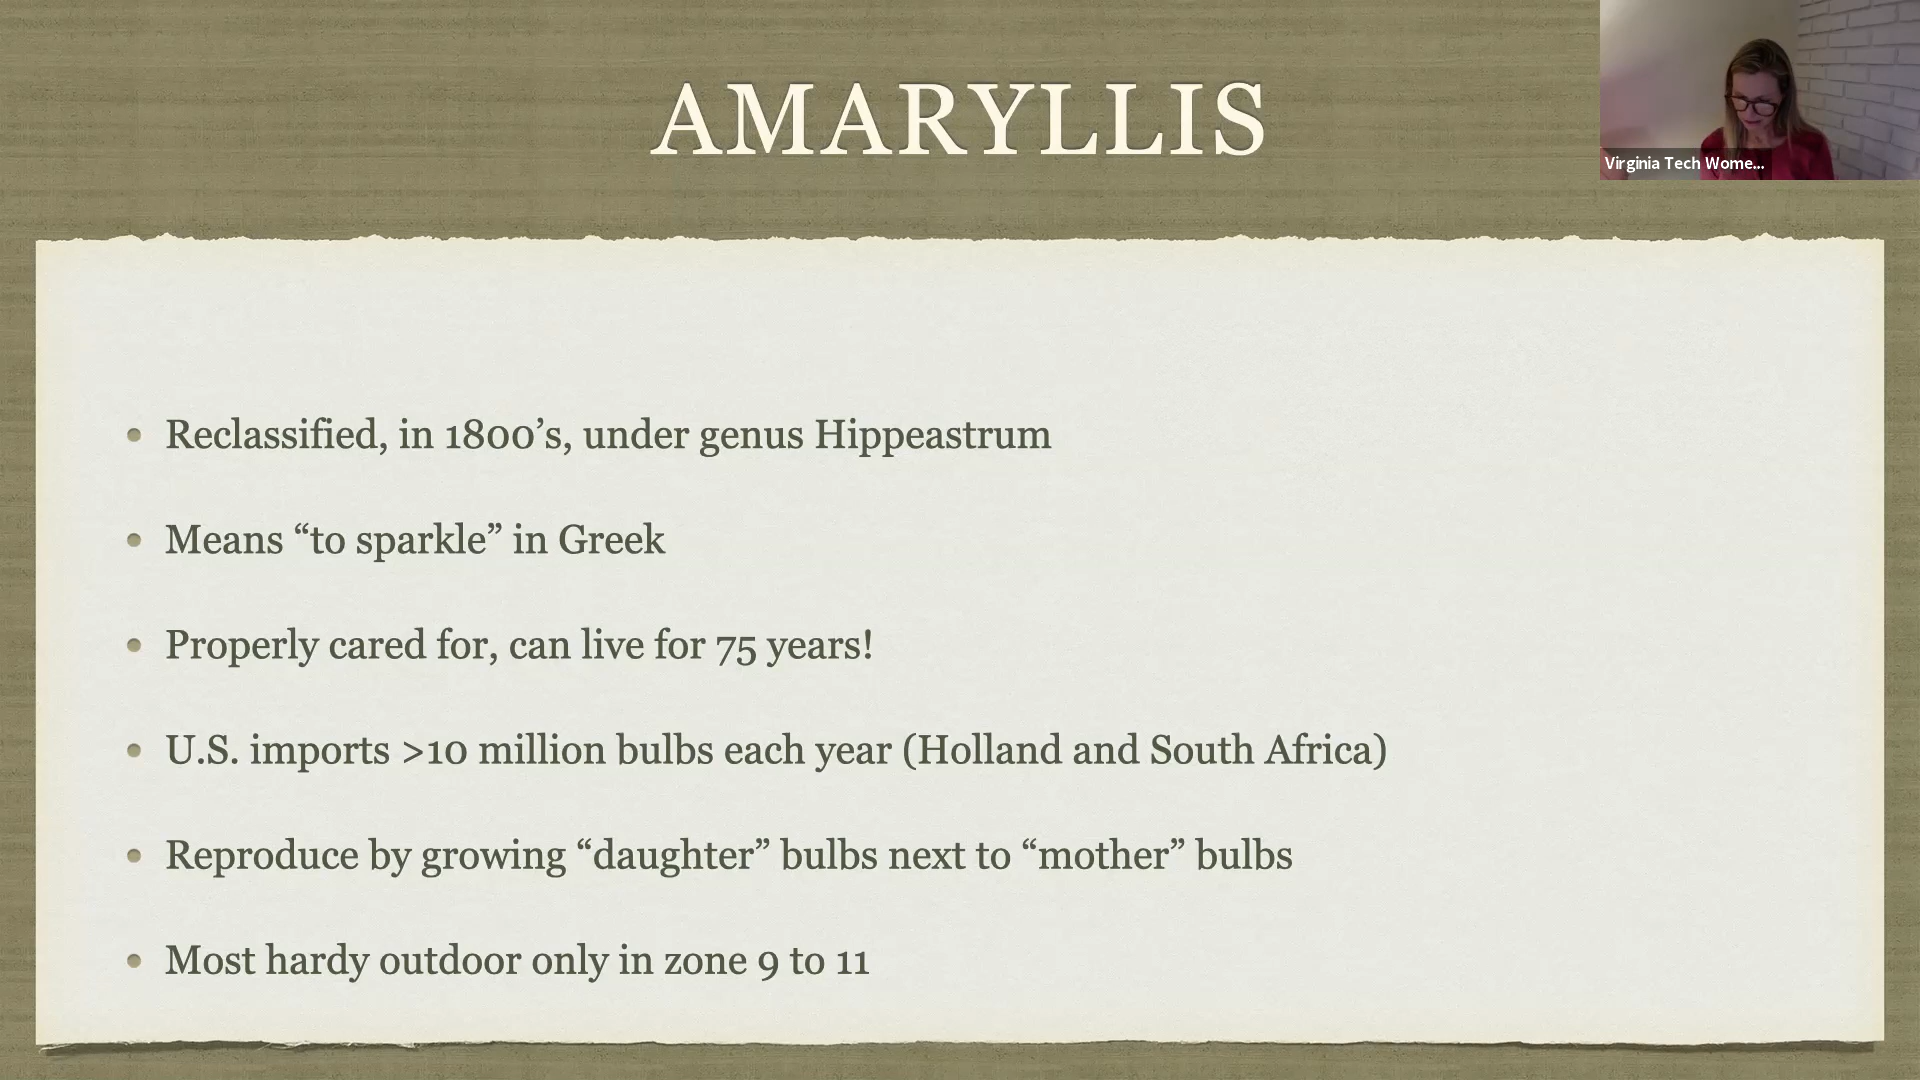 AMARYLLIS
Virginia Tech Wome...
• Reclassified, in 1800’s, under genus Hippeastrum
• Means “to sparkle” in Greek
• Properly cared for, can live for 75 years!
• U.S. imports >10 million bulbs each year (Holland and South Africa)
• Reproduce by growing “daughter” bulbs next to “mother” bulbs
• Most hardy outdoor only in zone 9 to 11